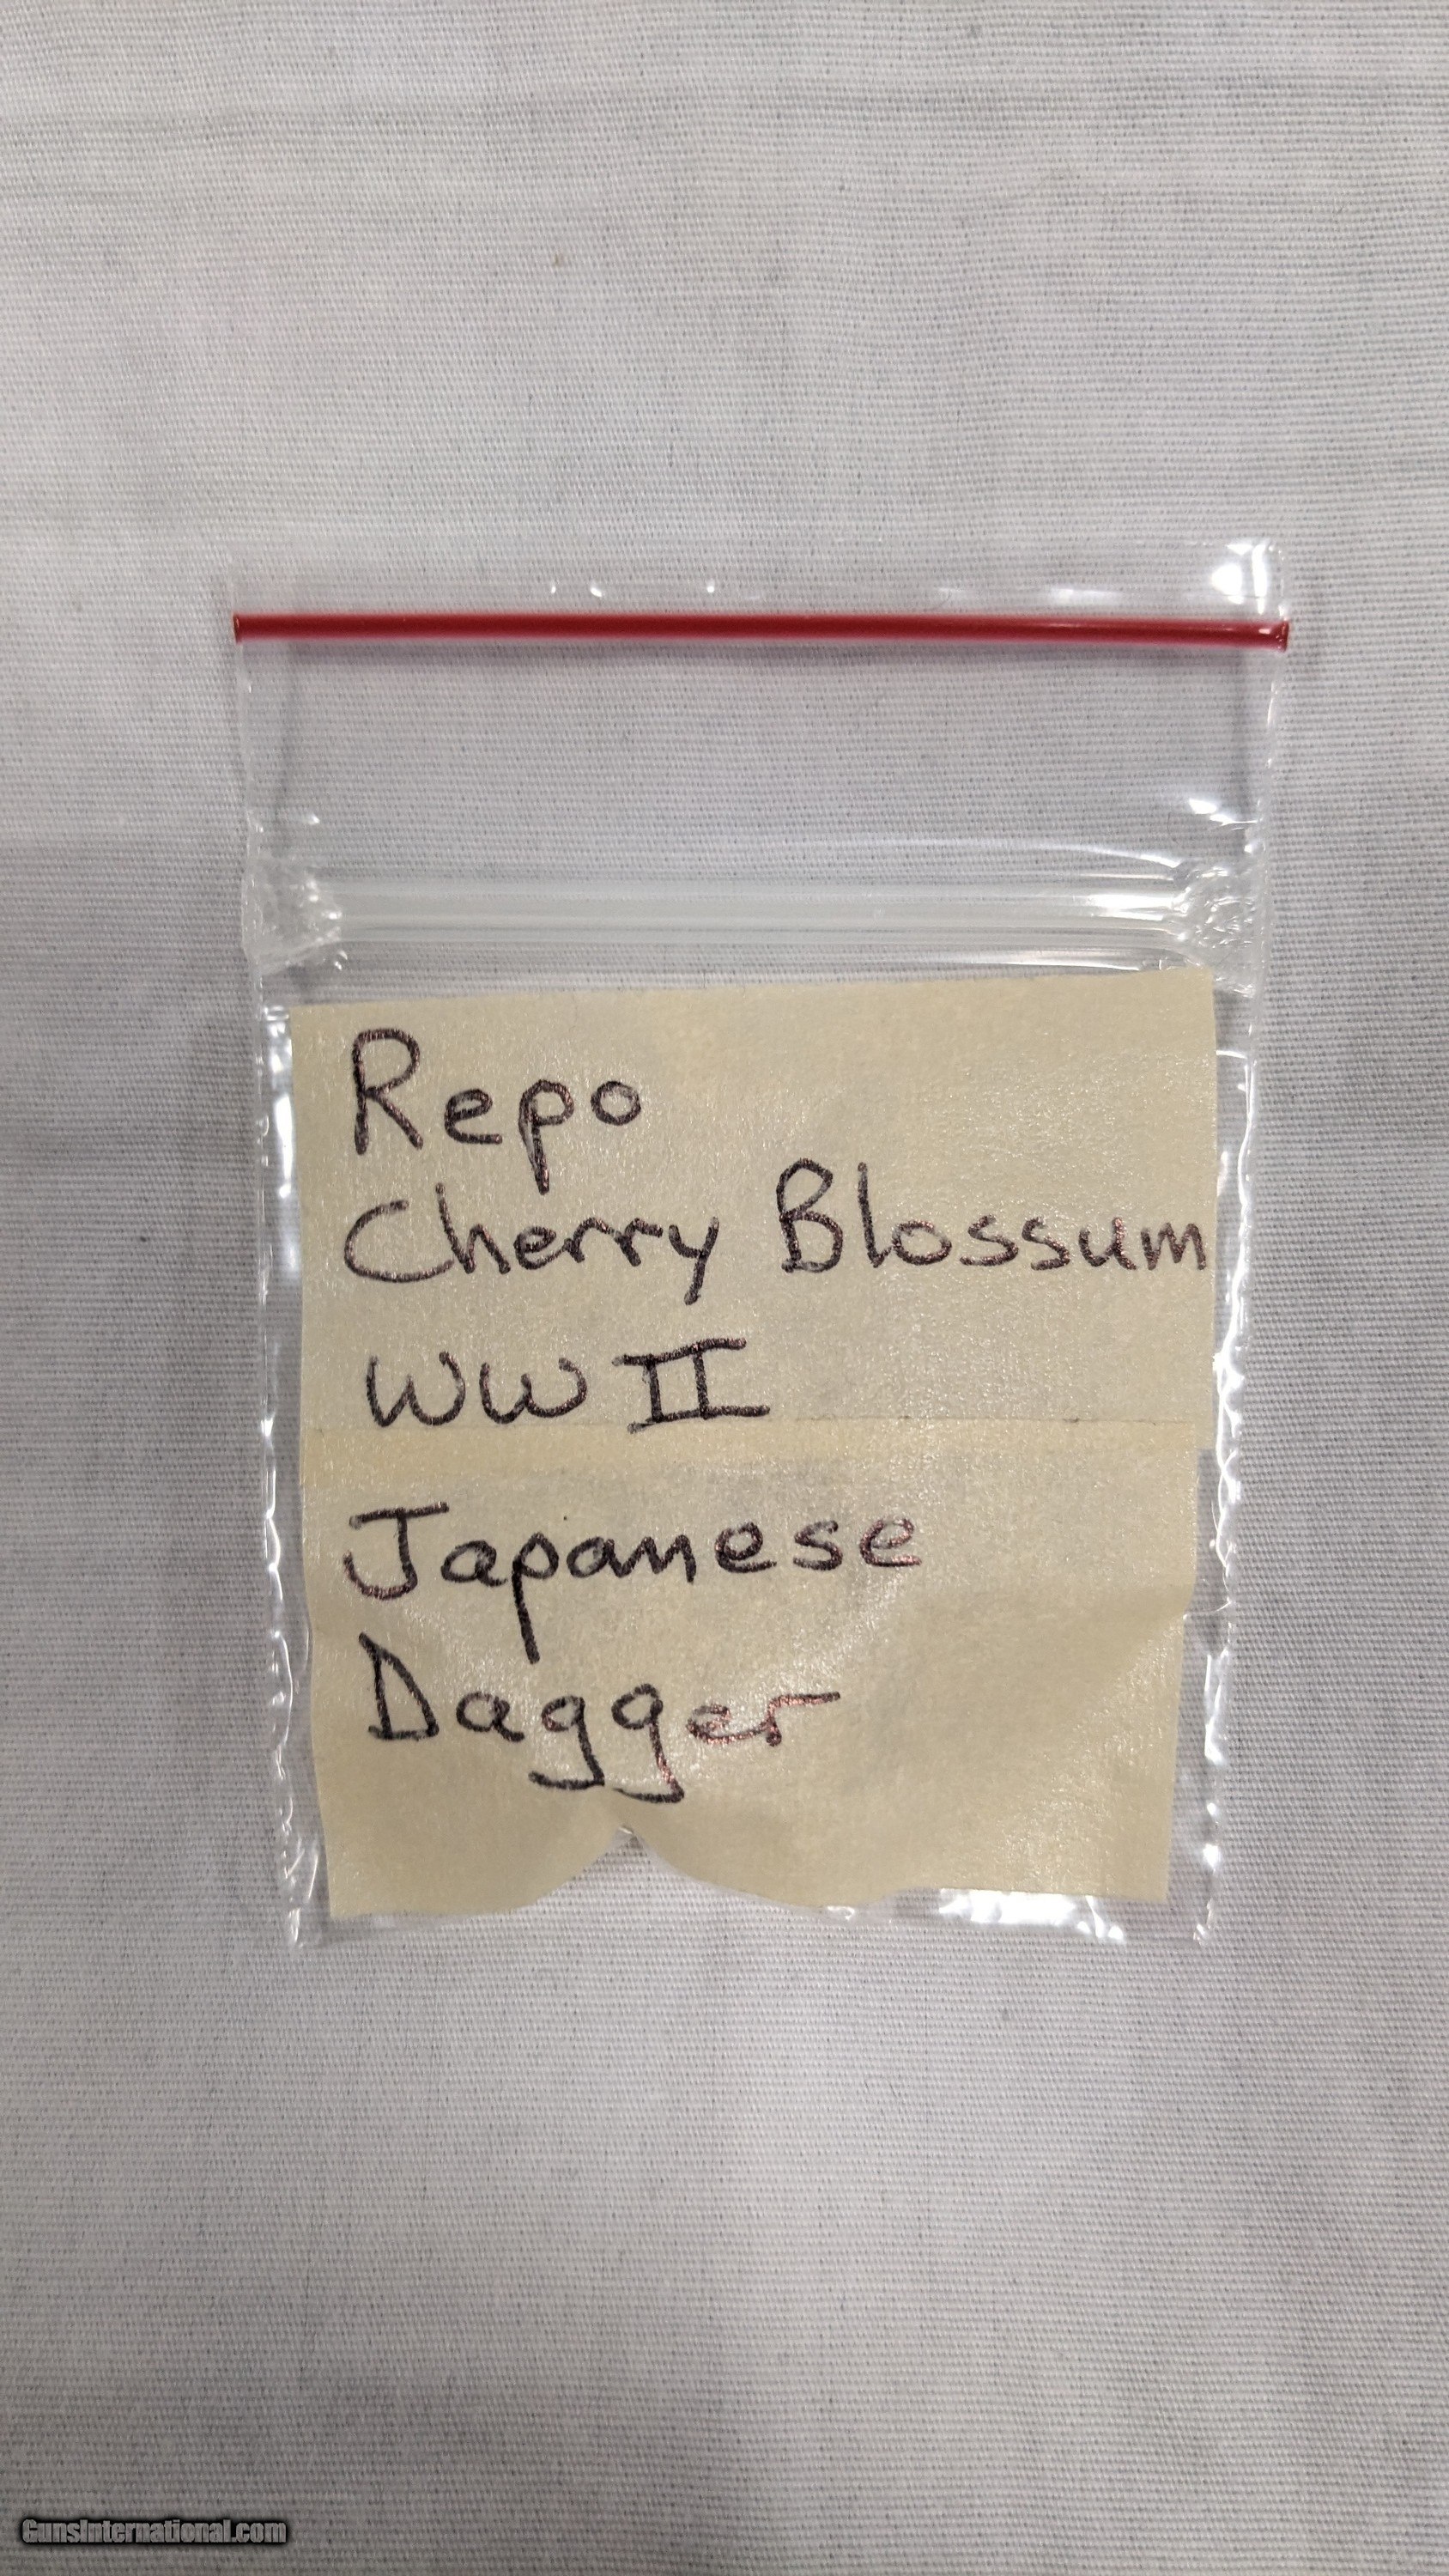 Repo
Cherry Blossum
WW II
Japanese
Dagger
GunsInternational.com